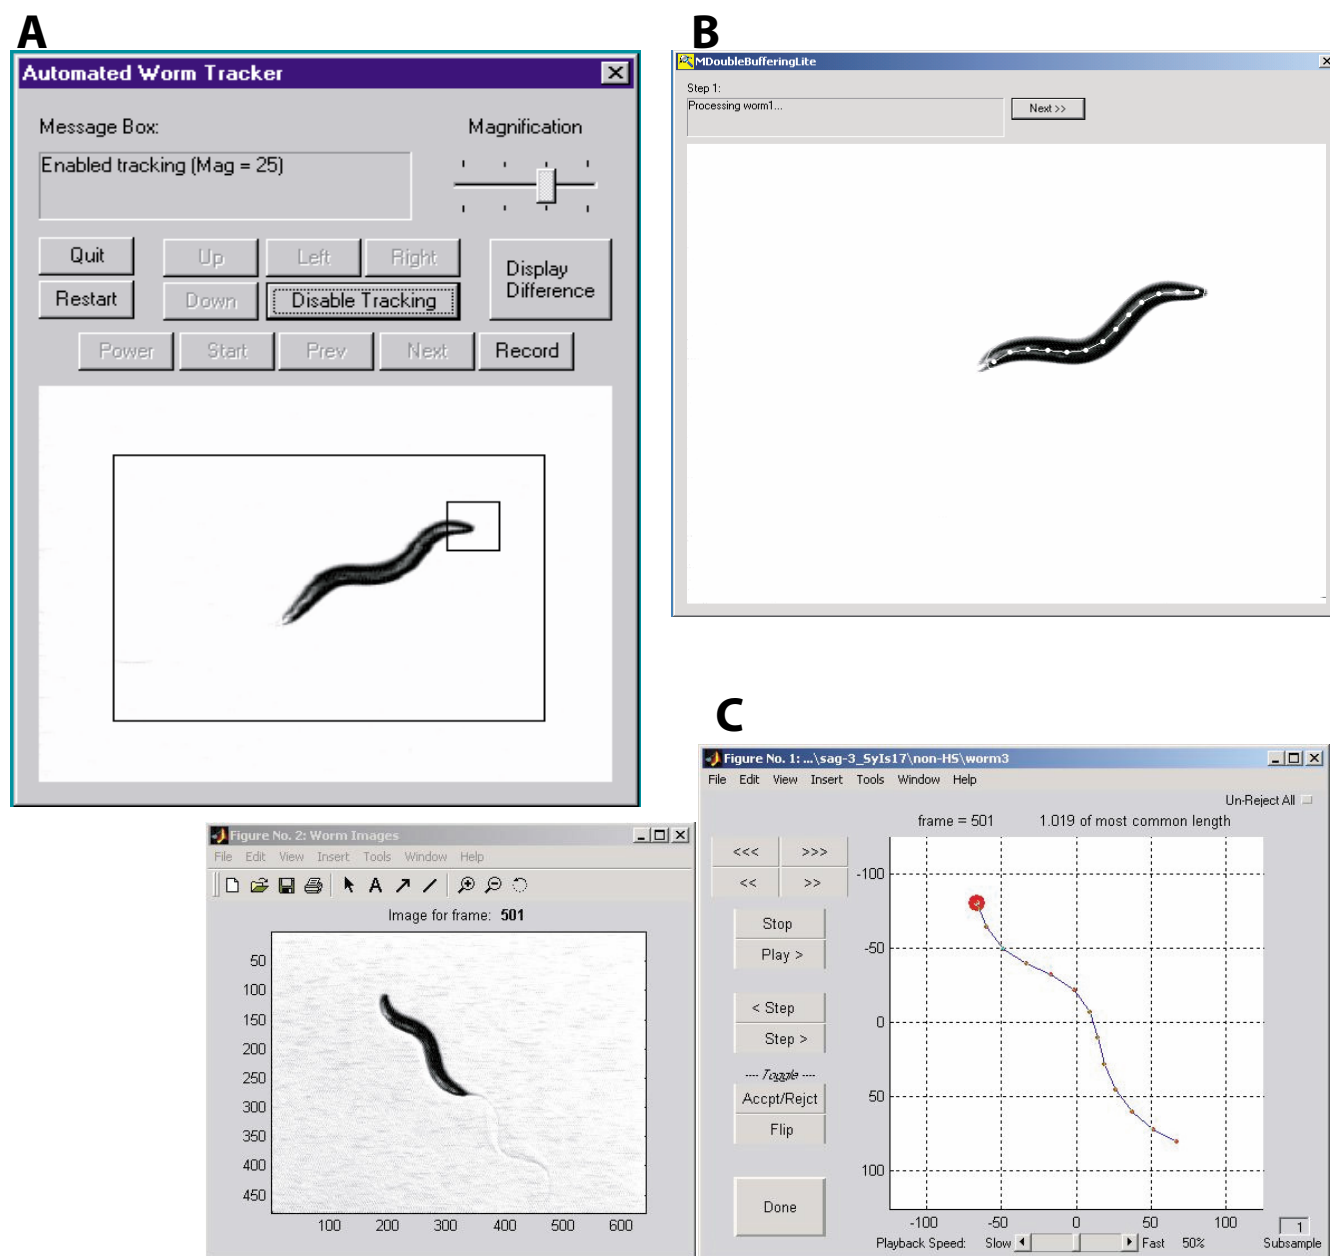 A
Automated Worm Tracker
Message Box:
Magnification
Enabled tracking (Mag = 25)
Quit
Up
Left
Right
Display
Difference
Restart
Down
Disable Tracking
Power
Start
Prev
Next
Record
B
MDoubleBufferingLite
Step 1:
Processing worm1...
Next >>
C
Figure No. 1: ...\sag-3_SyIs17\non-HS\worm3
File Edit View Insert Tools Window Help
Un-Reject All
frame = 501 1.019 of most common length
<<< >>>
<< >>
Stop
Play >
< Step
Step >
---- Toggle ----
Accpt/Rejct
Flip
Done
-100
-50
0
50
100
-100 -50 0 50 100
Playback Speed: Slow Fast 50%
1
Subsample
Figure No. 2: Worm Images
File Edit View Insert Tools Window Help
A
Image for frame: 501
50
100
150
200
250
300
350
400
450
100 200 300 400 500 600